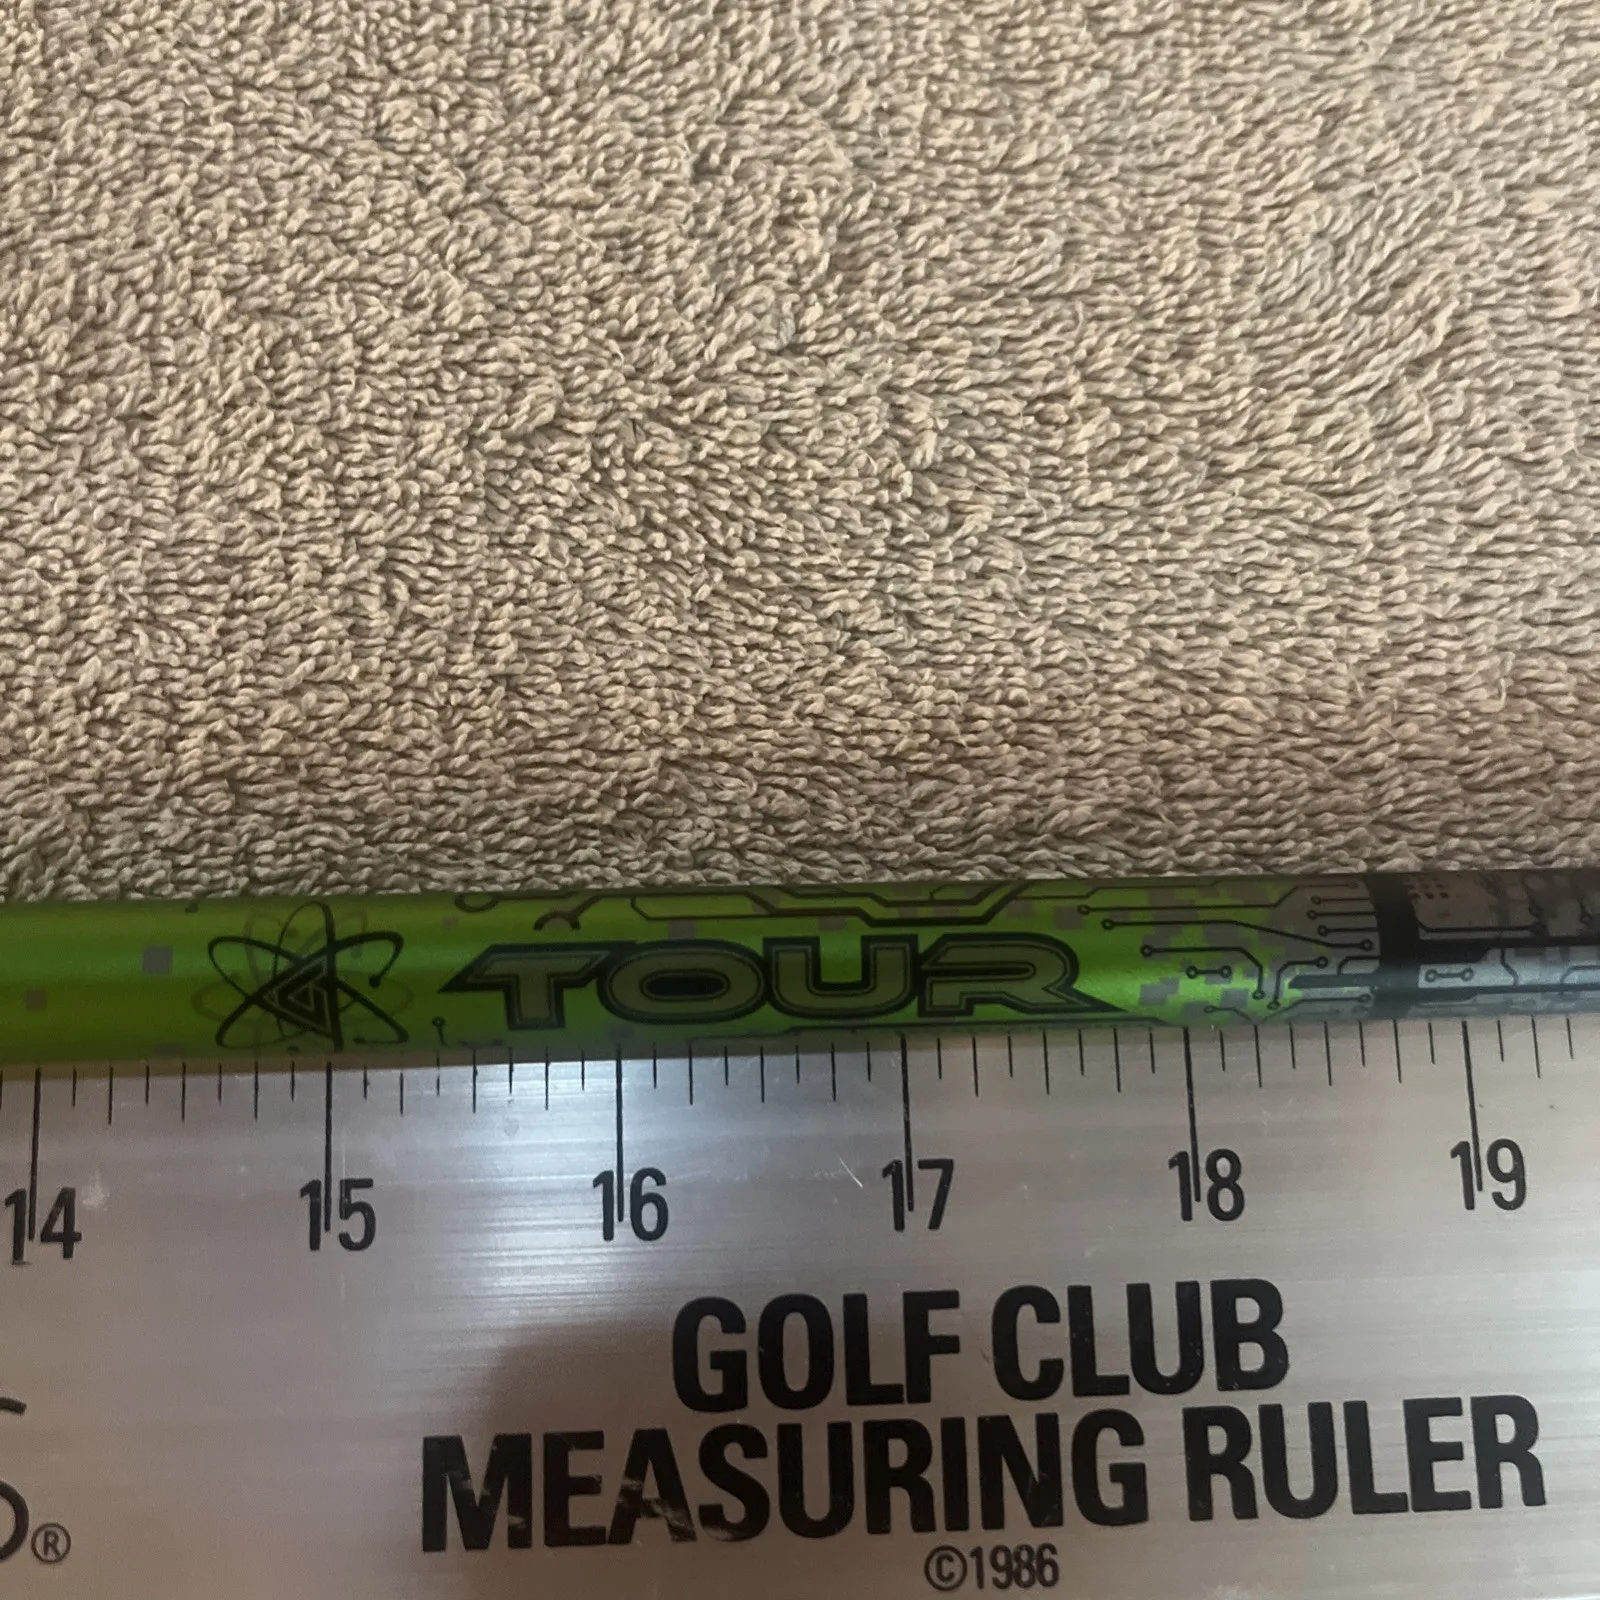 TOUR
14 15 16 17 18 19
GOLF CLUB
MEASURING RULER
S®
©1986